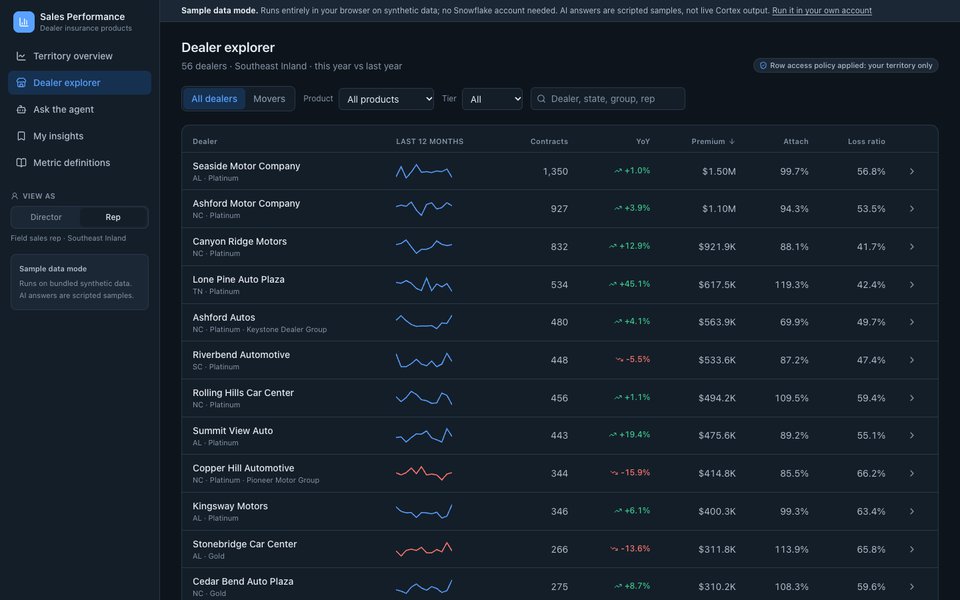 Sample data mode. Runs entirely in your browser on synthetic data; no Snowflake account needed. AI answers are scripted samples, not live Cortex output. Run it in your own account
Sales Performance
Dealer insurance products
Territory overview
Dealer explorer
Ask the agent
My insights
Metric definitions
VIEW AS
Director Rep
Field sales rep · Southeast Inland
Sample data mode
Runs on bundled synthetic data.
AI answers are scripted samples.
Dealer explorer
56 dealers · Southeast Inland · this year vs last year
Row access policy applied: your territory only
All dealers Movers Product All products Tier All Dealer, state, group, rep
Dealer LAST 12 MONTHS Contracts YoY Premium ↓ Attach Loss ratio
Seaside Motor Company
AL · Platinum
1,350 +1.0% $1.50M 99.7% 56.8%
Ashford Motor Company
NC · Platinum
927 +3.9% $1.10M 94.3% 53.5%
Canyon Ridge Motors
NC · Platinum
832 +12.9% $921.9K 88.1% 41.7%
Lone Pine Auto Plaza
TN · Platinum
534 +45.1% $617.5K 119.3% 42.4%
Ashford Autos
NC · Platinum · Keystone Dealer Group
480 +4.1% $563.9K 69.9% 49.7%
Riverbend Automotive
SC · Platinum
448 -5.5% $533.6K 87.2% 47.4%
Rolling Hills Car Center
NC · Platinum
456 +1.1% $494.2K 109.5% 59.4%
Summit View Auto
AL · Platinum
443 +19.4% $475.6K 89.2% 55.1%
Copper Hill Automotive
NC · Platinum · Pioneer Motor Group
344 -15.9% $414.8K 85.5% 66.2%
Kingsway Motors
AL · Platinum
346 +6.1% $400.3K 99.3% 63.4%
Stonebridge Car Center
AL · Gold
266 -13.6% $311.8K 113.9% 65.8%
Cedar Bend Auto Plaza
NC · Gold
275 +8.7% $310.2K 108.3% 59.6%